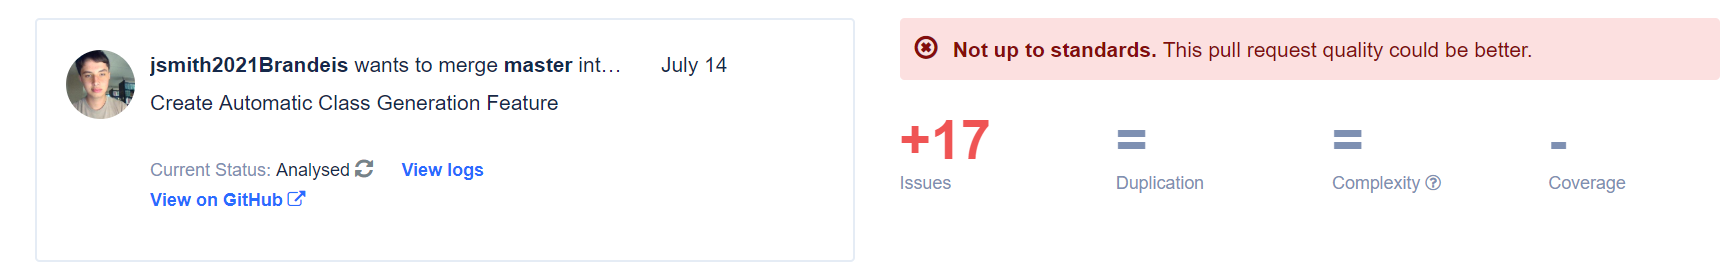 jsmith2021Brandeis wants to merge master int... July 14
Create Automatic Class Generation Feature
Current Status: Analysed View logs
View on GitHub
Not up to standards. This pull request quality could be better.
+17 = = -
Issues Duplication Complexity Coverage